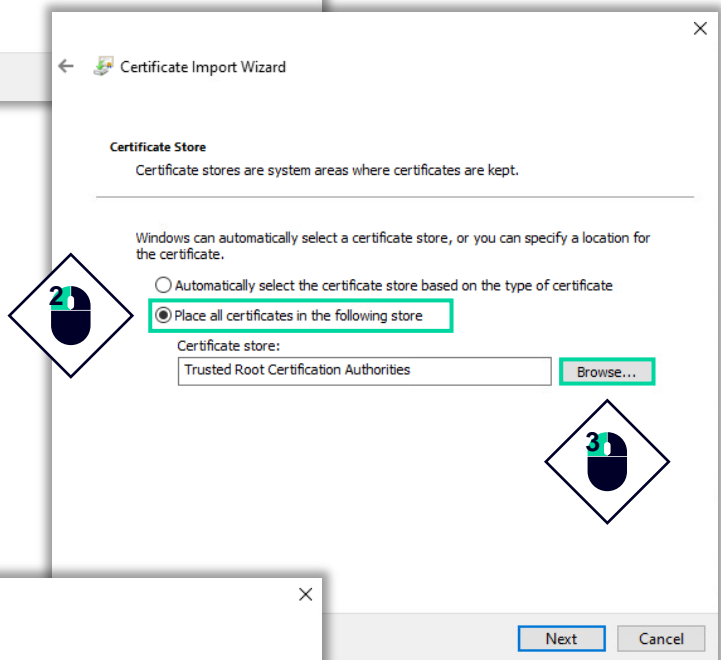 Certificate Import Wizard
Certificate Store
Certificate stores are system areas where certificates are kept.
Windows can automatically select a certificate store, or you can specify a location for
the certificate.
Automatically select the certificate store based on the type of certificate
2
Place all certificates in the following store
Certificate store:
Trusted Root Certification Authorities
Browse...
3
Next
Cancel